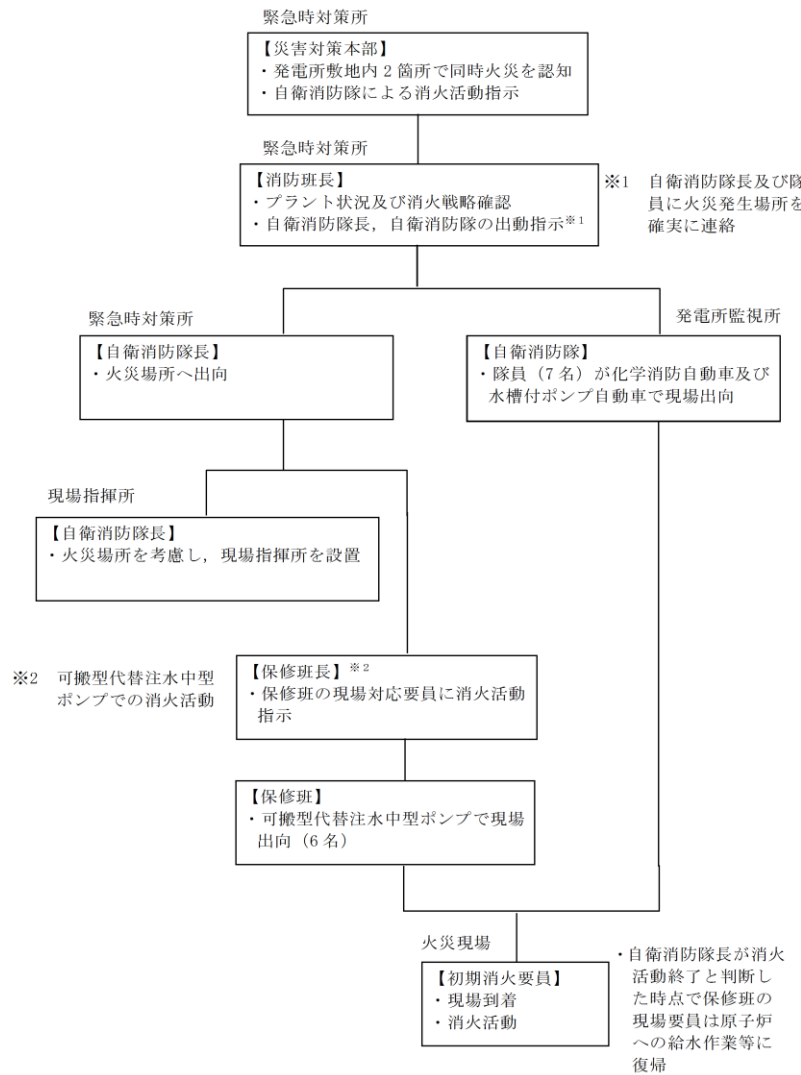 緊急時対策所
【災害対策本部】
・発電所敷地内2箇所で同時火災を認知
・自衛消防隊による消火活動指示
緊急時対策所
【消防班長】
・プラント状況及び消火戦略確認
・自衛消防隊長，自衛消防隊の出動指示※1
※1 自衛消防隊長及び隊
員に火災発生場所を
確実に連絡
緊急時対策所
【自衛消防隊長】
・火災場所へ出向
発電所監視所
【自衛消防隊】
・隊員（7名）が化学消防自動車及び
水槽付ポンプ自動車で現場出向
現場指揮所
【自衛消防隊長】
・火災場所を考慮し，現場指揮所を設置
※2 可搬型代替注水中型
ポンプでの消火活動
【保修班長】※2
・保修班の現場対応要員に消火活動
指示
【保修班】
・可搬型代替注水中型ポンプで現場
出向（6名）
火災現場
【初期消火要員】
・現場到着
・消火活動
・自衛消防隊長が消火
活動終了と判断し
た時点で保修班の
現場要員は原子炉
への給水作業等に
復帰